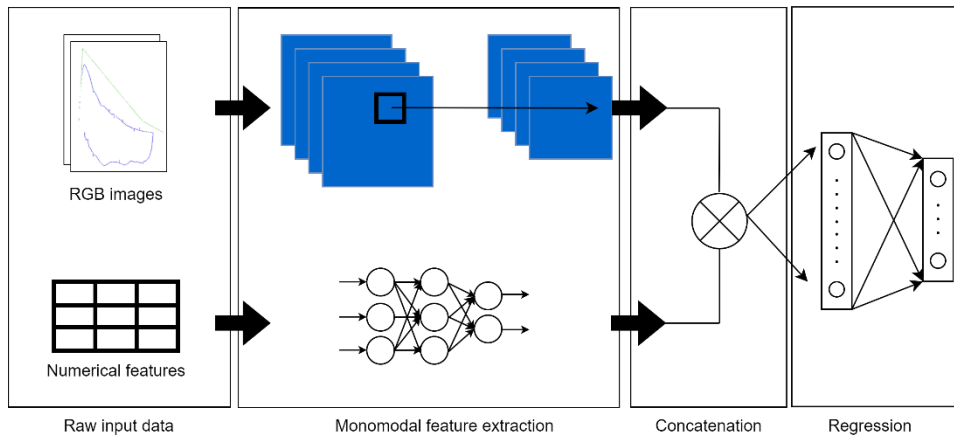 RGB images
Numerical features
Raw input data
Monomodal feature extraction
Concatenation
Regression